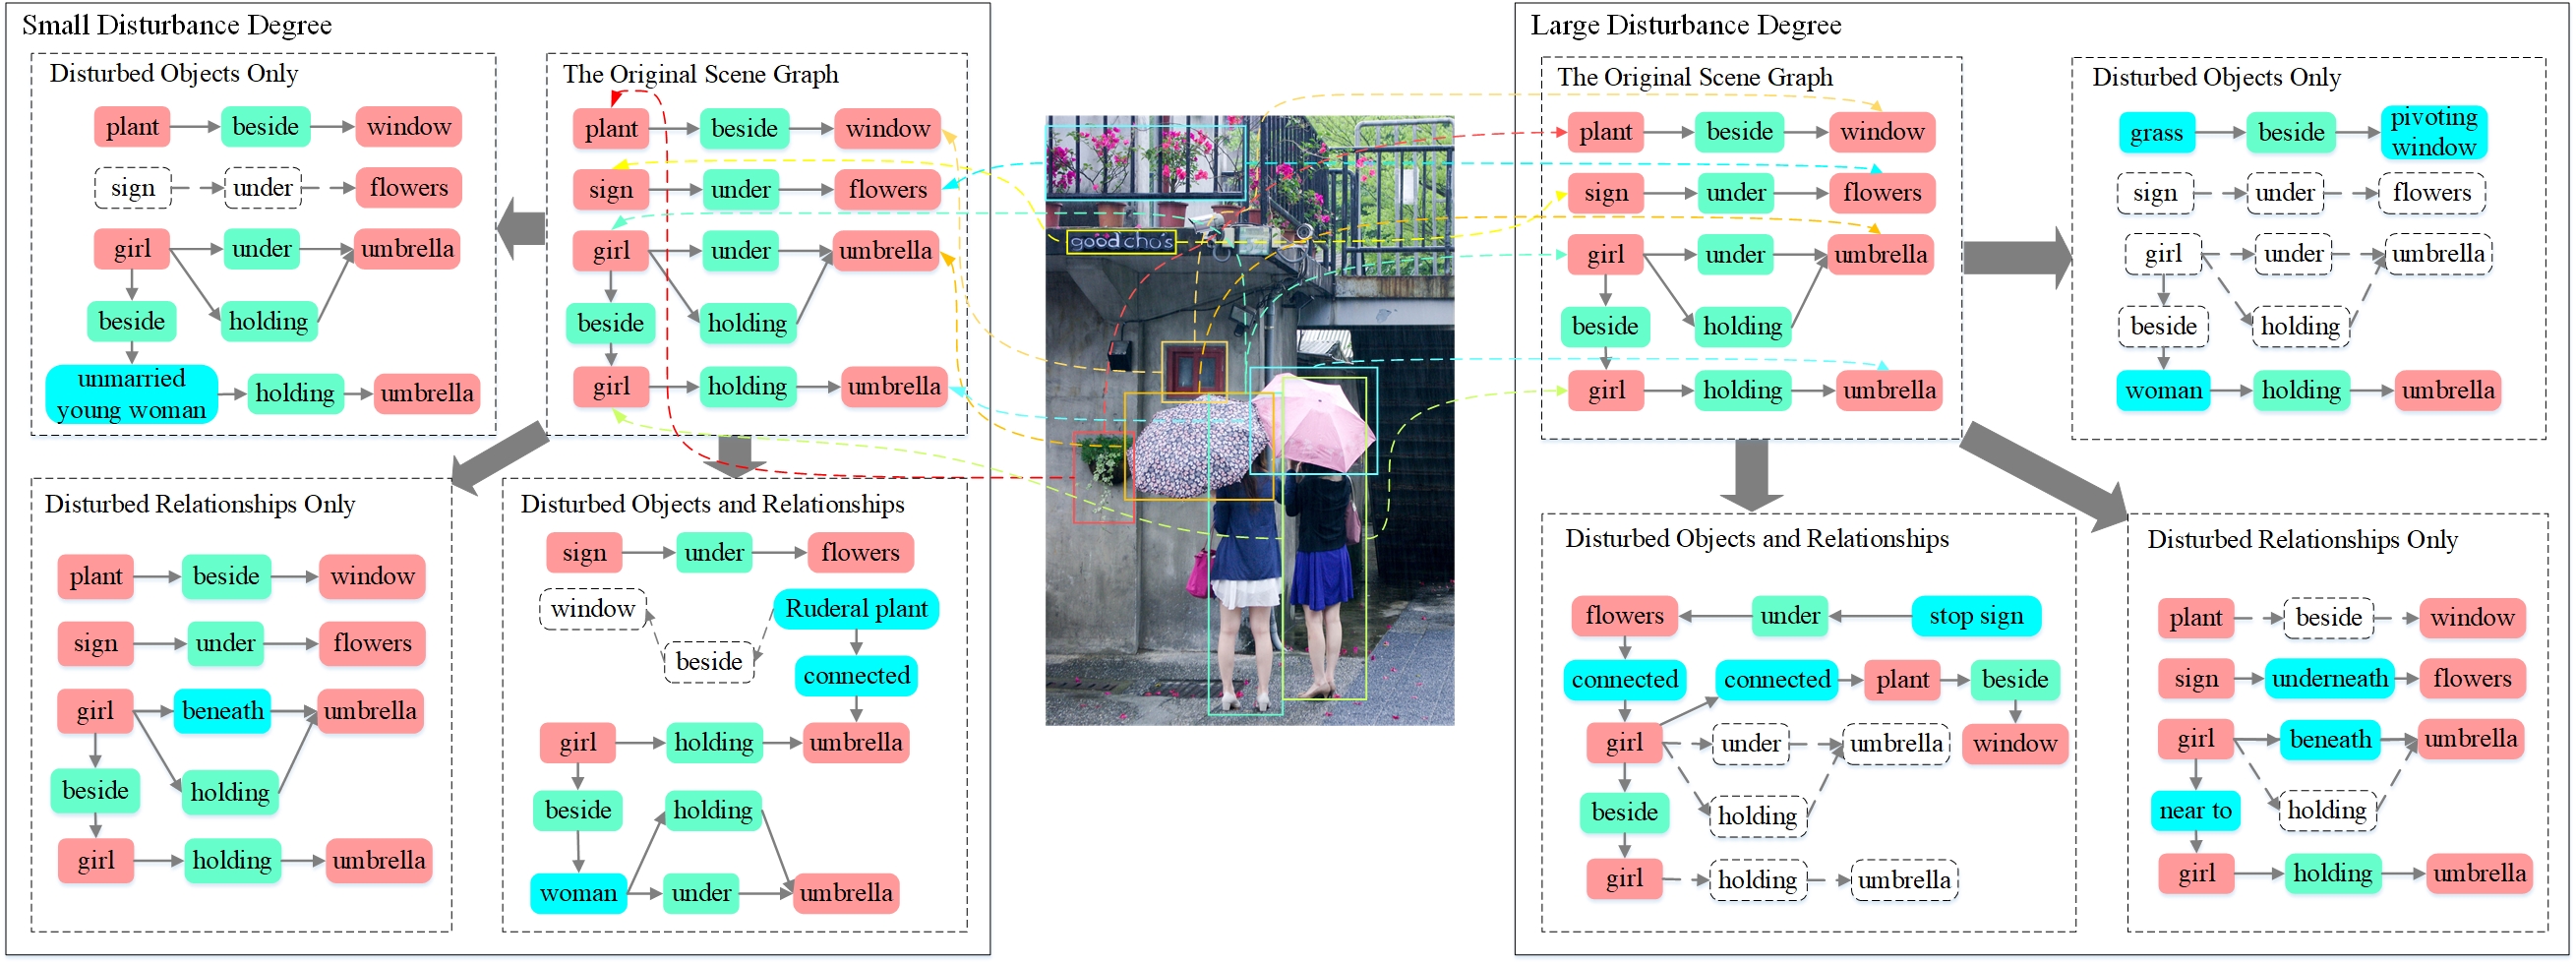 Small Disturbance Degree
Disturbed Objects Only
plant beside window
sign under flowers
girl under umbrella
beside holding
unmarried
young woman holding umbrella
The Original Scene Graph
plant beside window
sign under flowers
girl under umbrella
beside holding
girl holding umbrella
Disturbed Relationships Only
plant beside window
sign under flowers
girl beneath umbrella
beside holding
girl holding umbrella
Disturbed Objects and Relationships
sign under flowers
window Ruderal plant
beside connected
girl holding umbrella
beside holding
woman under umbrella
good cho's
Large Disturbance Degree
The Original Scene Graph
plant beside window
sign under flowers
girl under umbrella
beside holding
girl holding umbrella
Disturbed Objects Only
grass beside pivoting
window
sign under flowers
girl under umbrella
beside holding
woman holding umbrella
Disturbed Objects and Relationships
flowers under stop sign
connected connected plant beside
girl under umbrella window
beside holding
girl holding umbrella
Disturbed Relationships Only
plant beside window
sign underneath flowers
girl beneath umbrella
near to holding
girl holding umbrella